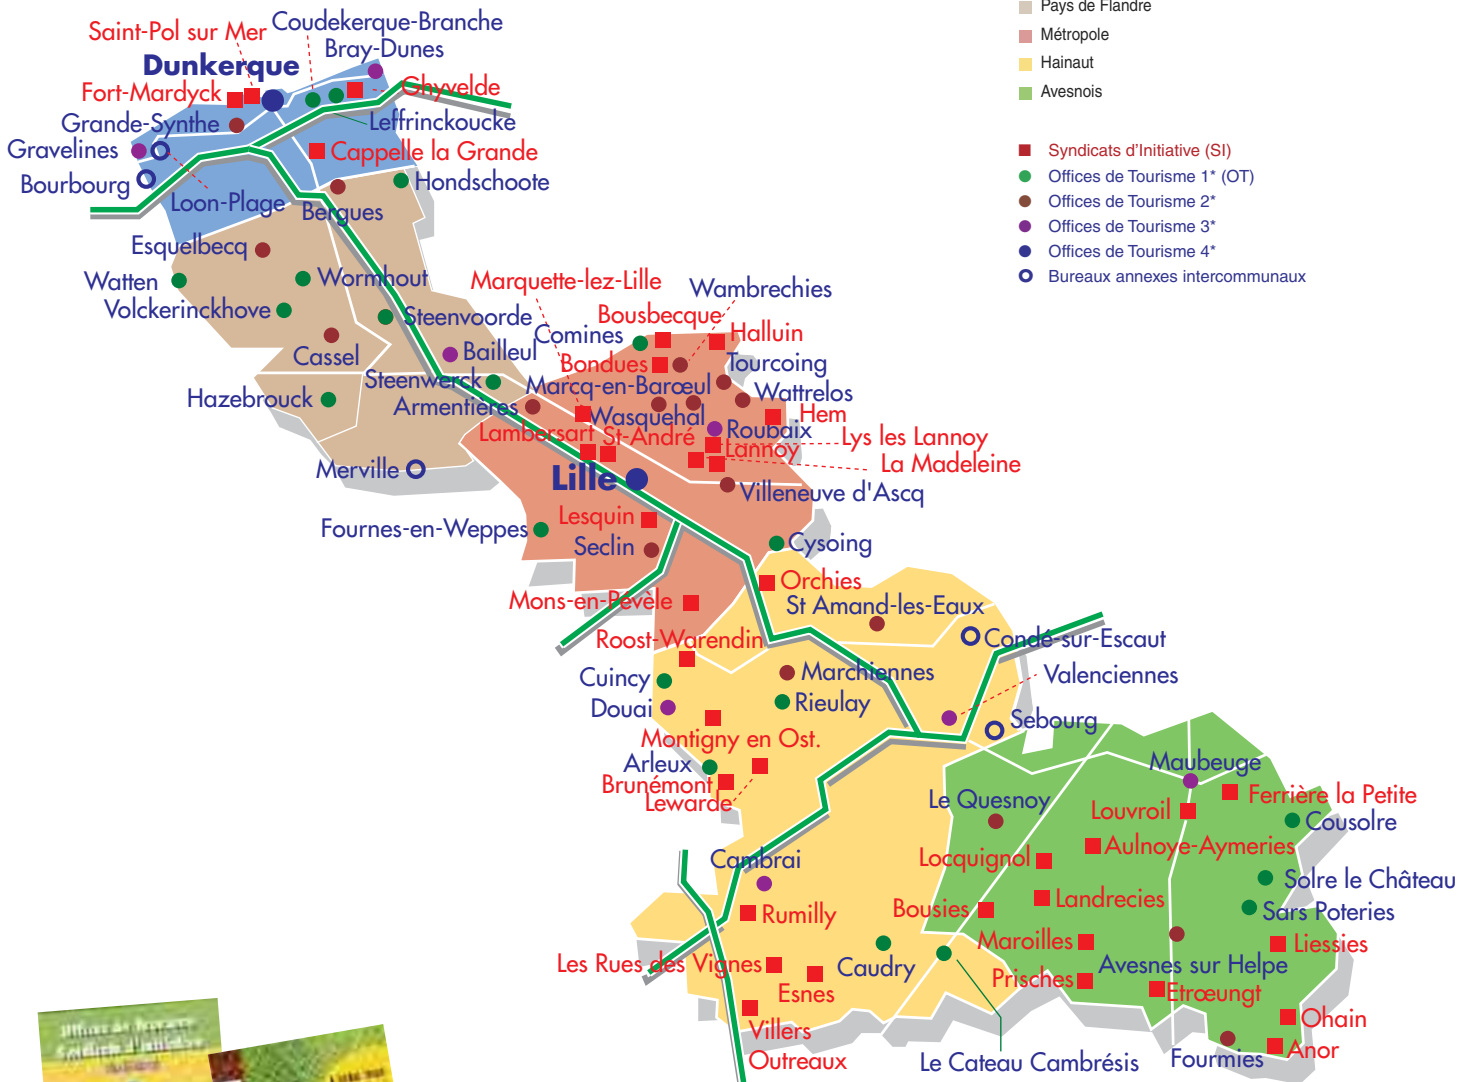 Pays de Flandre
Métropole
Hainaut
Avesnois
Syndicats d'Initiative (SI)
Offices de Tourisme 1* (OT)
Offices de Tourisme 2*
Offices de Tourisme 3*
Offices de Tourisme 4*
Bureaux annexes intercommunaux
Coudekerque-Branche
Saint-Pol sur Mer
Bray-Dunes
Dunkerque
Ghyvelde
Fort-Mardyck
Leffrinckoucke
Grande-Synthe
Gravelines
Cappelle la Grande
Bourbourg
Hondschoote
Loon-Plage
Bergues
Esquelbecq
Watten
Wormhout
Volckerinckhove
Steenvoorde
Cassel
Bailleul
Steenwerck
Hazebrouck
Armentières
Merville
Marquette-lez-Lille
Wambrechies
Bousbecque
Comines
Halluin
Bondues
Tourcoing
Marcq-en-Barœul
Wattrelos
Wasquehal
Hem
Roubaix
Lambersart
St-André
Lys les Lannoy
Lannoy
La Madeleine
Lille
Villeneuve d'Ascq
Lesquin
Fournes-en-Weppes
Seclin
Cysoing
Orchies
Mons-en-Pévèle
St Amand-les-Eaux
Roost-Warendin
Condé-sur-Escaut
Cuincy
Marchiennes
Valenciennes
Douai
Rieulay
Sebourg
Montigny en Ost.
Arleux
Brunémont
Lewarde
Maubeuge
Le Quesnoy
Ferrière la Petite
Louvroil
Cousolre
Aulnoye-Aymeries
Cambrai
Locquignol
Solre le Château
Landrecies
Sars Poteries
Rumilly
Bousies
Maroilles
Liessies
Les Rues des Vignes
Caudry
Avesnes sur Helpe
Prisches
Esnes
Etrœungt
Villers
Outreaux
Ohain
Le Cateau Cambrésis
Fourmies
Anor